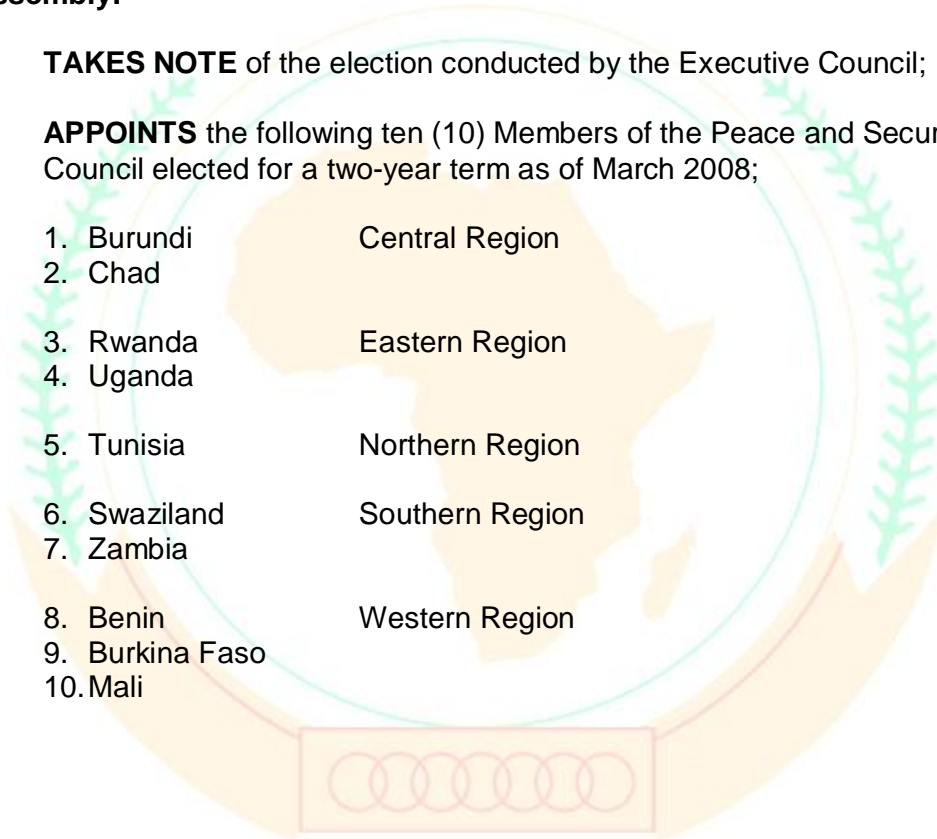 TAKES NOTE of the election conducted by the Executive Council;
APPOINTS the following ten (10) Members of the Peace and
Council elected for a two-year term as of March 2008;
1. Burundi Central Region
2. Chad
3. Rwanda Eastern Region
4. Uganda
5. Tunisia Northern Region
6. Swaziland Southern Region
7. Zambia
8. Benin Western Region
9. Burkina Faso
10. Mali